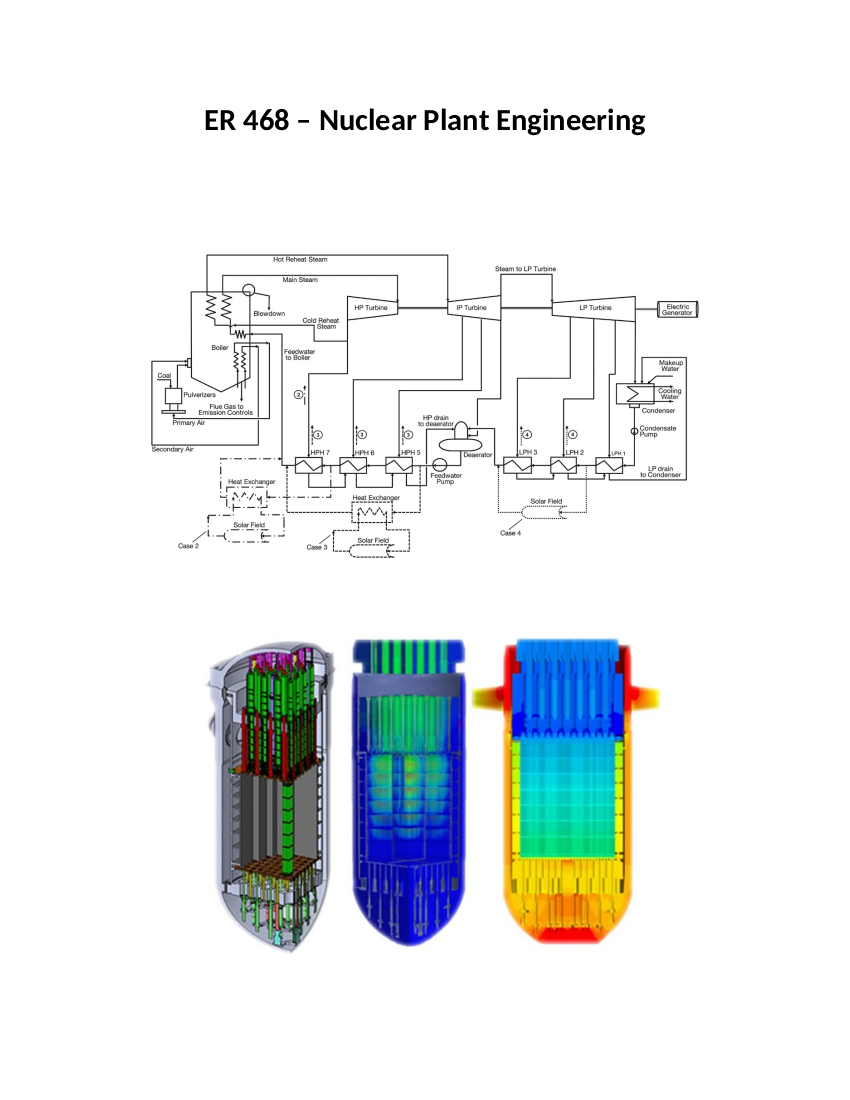 ER 468 – Nuclear Plant Engineering
Hot Reheat Steam
Steam to LP Turbine
Main Steam
HP Turbine
IP Turbine
LP Turbine
Electric
Generator
Blowdown
Cold Reheat
Steam
Boiler
Feedwater
to Boiler
Makeup
Water
Coal
Cooling
Water
Pulverizers
2
Flue Gas to
Emission Controls
Condenser
Primary Air
HP drain
to deaerator
Condensate
Pump
3
3
3
4
4
Secondary Air
HPH 7
HPH 6
HPH 5
Deaerator
LPH 3
LPH 2
LPH 1
Feedwater
Pump
LP drain
to Condenser
Heat Exchanger
Heat Exchanger
Solar Field
Solar Field
Case 4
Case 2
Case 3
Solar Field